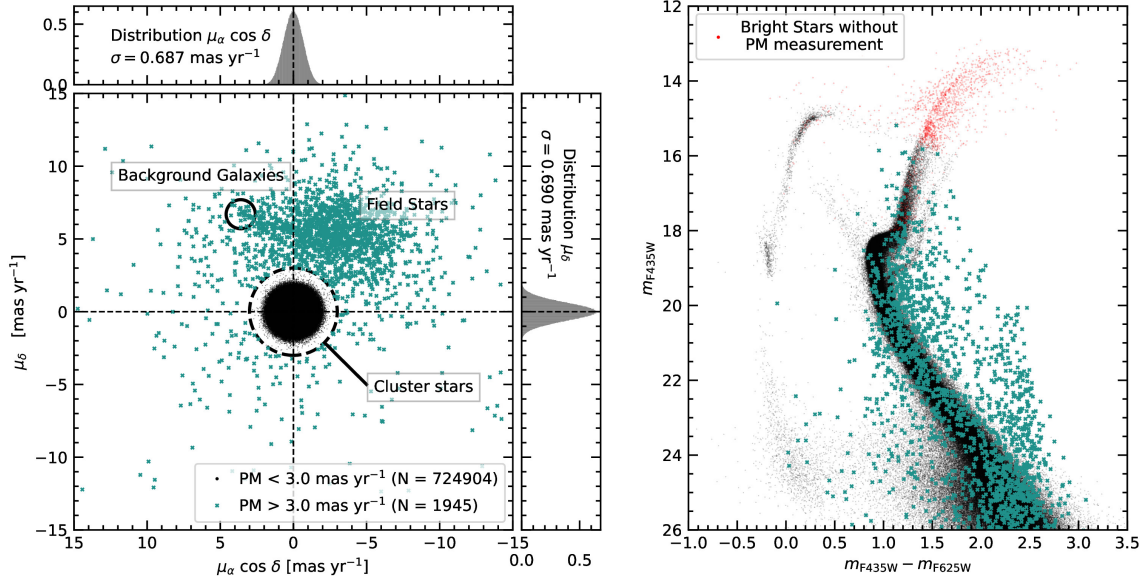 Distribution μα cos δ
σ = 0.687 mas yr⁻¹
0.5
0.0
15
10
5
0
−5
−10
−15
μδ [mas yr⁻¹]
Background Galaxies
Field Stars
Cluster stars
PM < 3.0 mas yr⁻¹ (N = 724904)
PM > 3.0 mas yr⁻¹ (N = 1945)
15
10
5
0
−5
−10
−15
μα cos δ [mas yr⁻¹]
Distribution μδ
σ = 0.690 mas yr⁻¹
0.0
0.5
Bright Stars without
PM measurement
12
14
16
18
20
22
24
26
mF435W
−1.0
−0.5
0.0
0.5
1.0
1.5
2.0
2.5
3.0
3.5
mF435W − mF625W